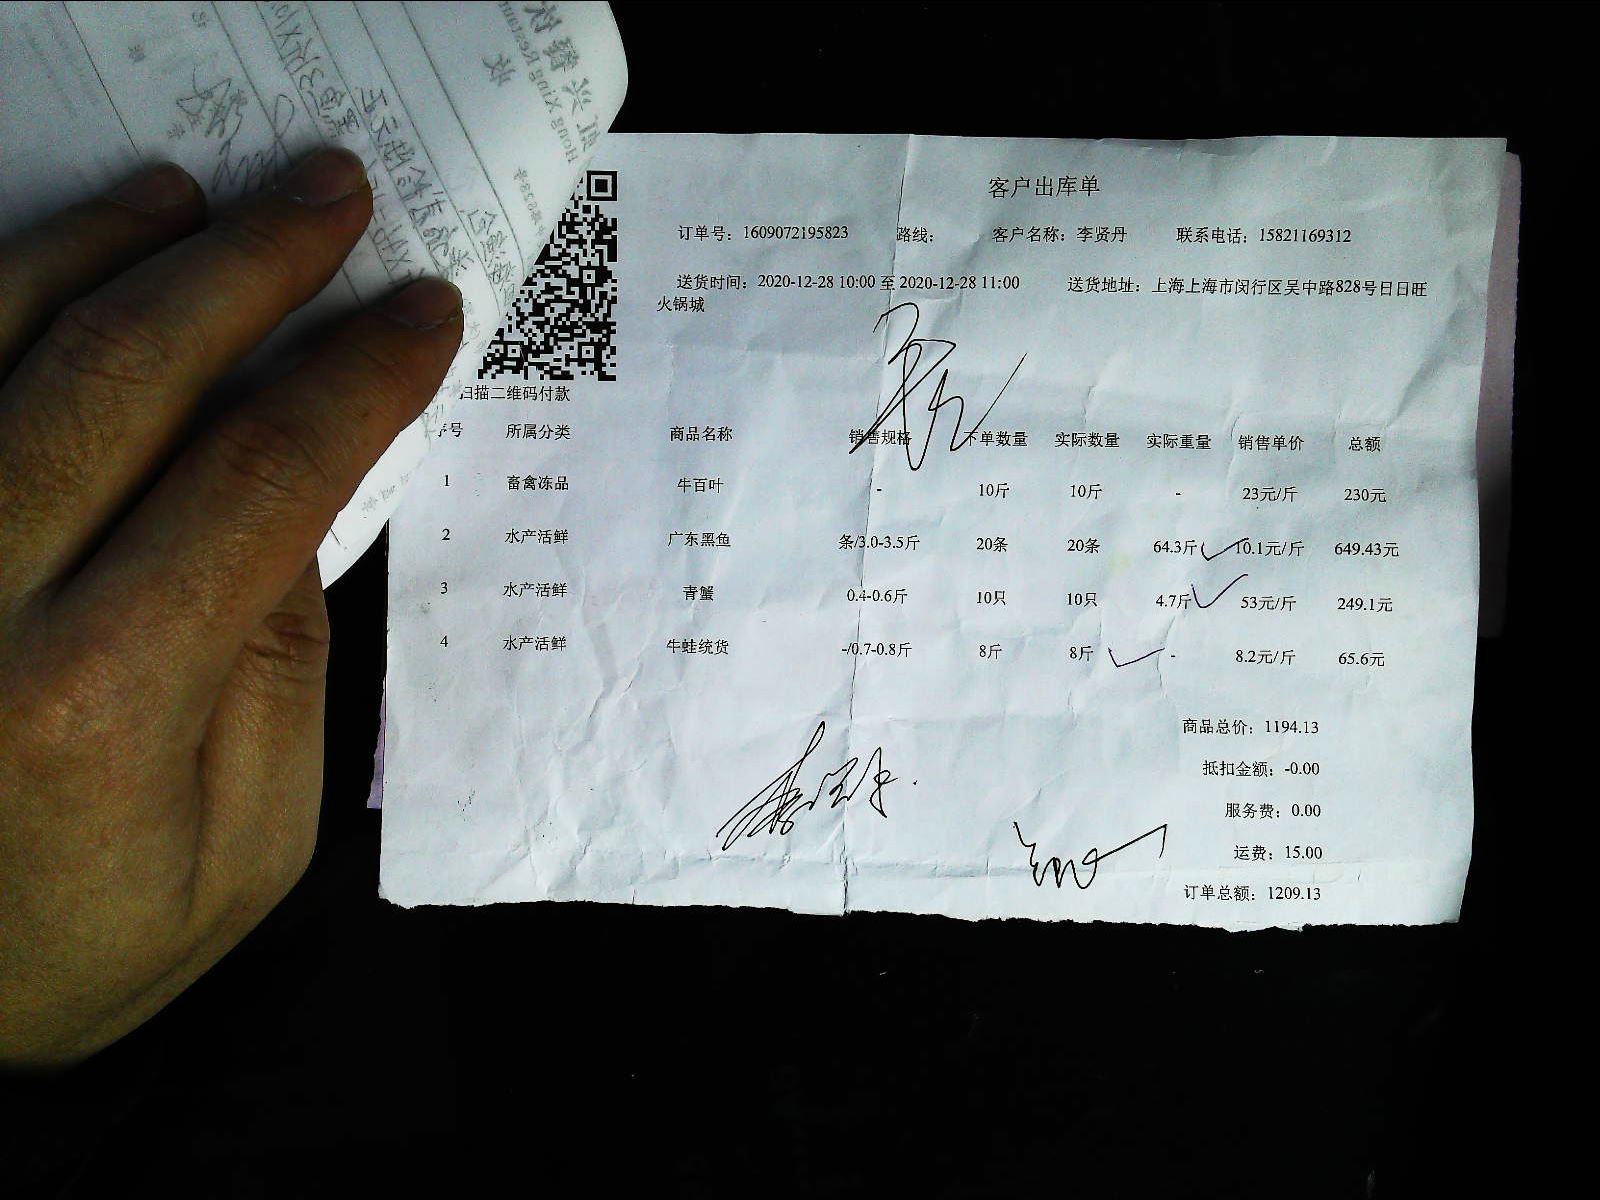 客户出库单
订单号：1609072195823 路线： 客户名称：李贤丹 联系电话：15821169312
送货时间：2020-12-28 10:00 至 2020-12-28 11:00 送货地址：上海上海市闵行区吴中路828号日日旺
火锅城
扫描二维码付款
序号 所属分类 商品名称 销售规格 下单数量 实际数量 实际重量 销售单价 总额
1 畜禽冻品 牛百叶 - 10斤 10斤 - 23元/斤 230元
2 水产活鲜 广东黑鱼 条/3.0-3.5斤 20条 20条 64.3斤 10.1元/斤 649.43元
3 水产活鲜 青蟹 0.4-0.6斤 10只 10只 4.7斤 53元/斤 249.1元
4 水产活鲜 牛蛙统货 -/0.7-0.8斤 8斤 8斤 - 8.2元/斤 65.6元
商品总价：1194.13
抵扣金额：-0.00
服务费：0.00
运费：15.00
订单总额：1209.13